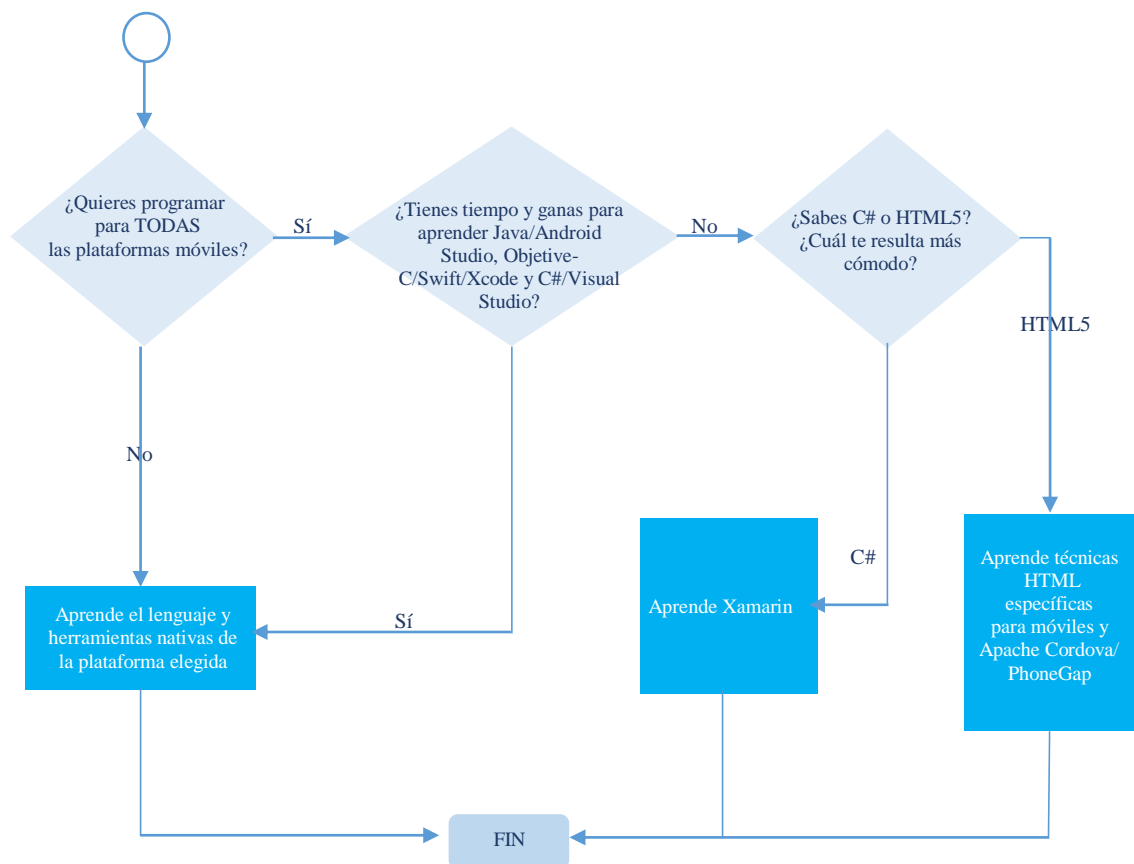 ¿Quieres programar
para TODAS
las plataformas móviles?
Sí
¿Tienes tiempo y ganas para
aprender Java/Android
Studio, Objetive-
C/Swift/Xcode y C#/Visual
Studio?
No
¿Sabes C# o HTML5?
¿Cuál te resulta más
cómodo?
HTML5
No
C#
Sí
Aprende el lenguaje y
herramientas nativas de
la plataforma elegida
Aprende Xamarin
Aprende técnicas
HTML
específicas
para móviles y
Apache Cordova/
PhoneGap
FIN